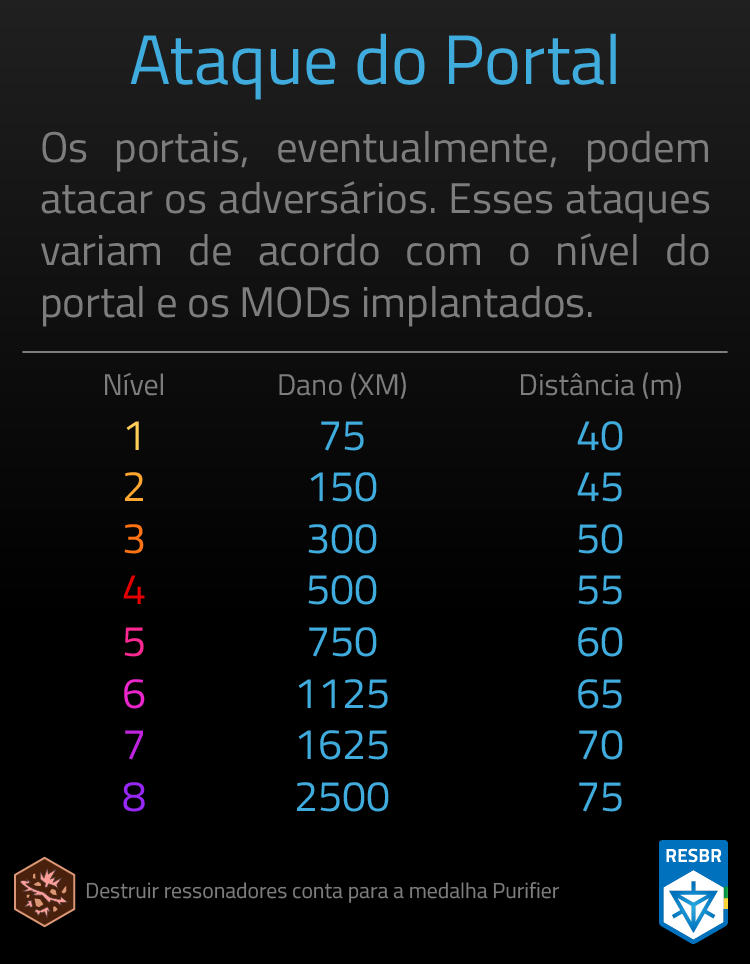 Ataque do Portal
Os portais, eventualmente, podem
atacar os adversários. Esses ataques
variam de acordo com o nível do
portal e os MODs implantados.
Nível Dano (XM) Distância (m)
1 75 40
2 150 45
3 300 50
4 500 55
5 750 60
6 1125 65
7 1625 70
8 2500 75
RESBR
Destruir ressonadores conta para a medalha Purifier